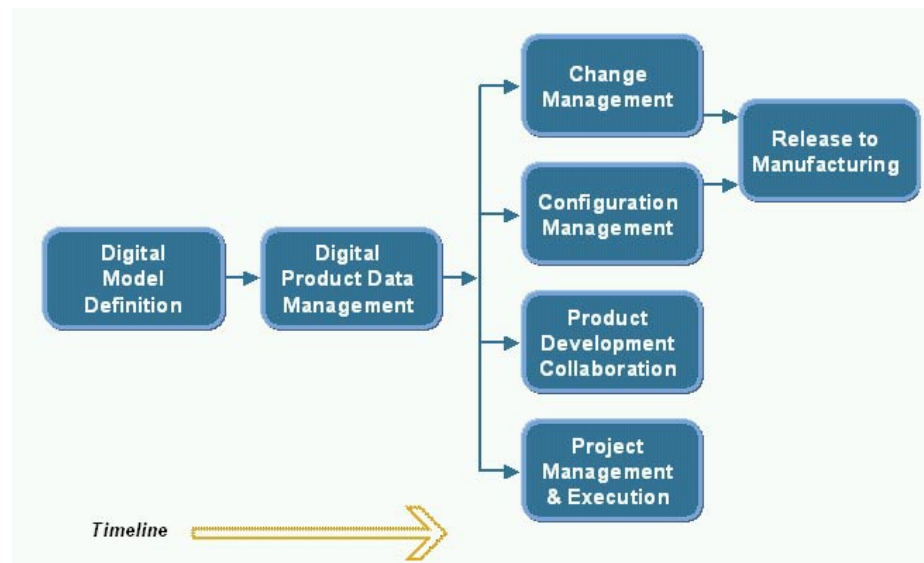 Change
Management
Release to
Manufacturing
Configuration
Management
Digital
Model
Definition
Digital
Product Data
Management
Product
Development
Collaboration
Project
Management
& Execution
Timeline